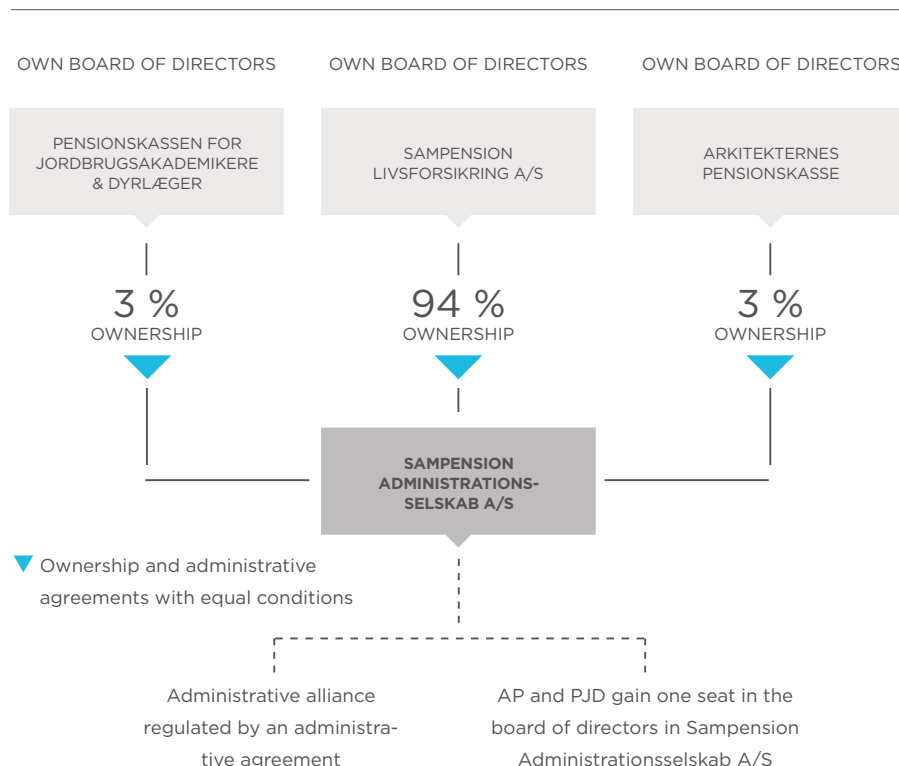 OWN BOARD OF DIRECTORS
OWN BOARD OF DIRECTORS
OWN BOARD OF DIRECTORS
PENSIONSKASSEN FOR
JORDBRUGSAKADEMIKERE
& DYRLÆGER
SAMPENSION
LIVSFORSIKRING A/S
ARKITEKTERNES
PENSIONSKASSE
3 %
OWNERSHIP
94 %
OWNERSHIP
3 %
OWNERSHIP
SAMPENSION
ADMINISTRATIONS-
SELSKAB A/S
Ownership and administrative
agreements with equal conditions
Administrative alliance
regulated by an administra-
tive agreement
AP and PJD gain one seat in the
board of directors in Sampension
Administrationsselskab A/S